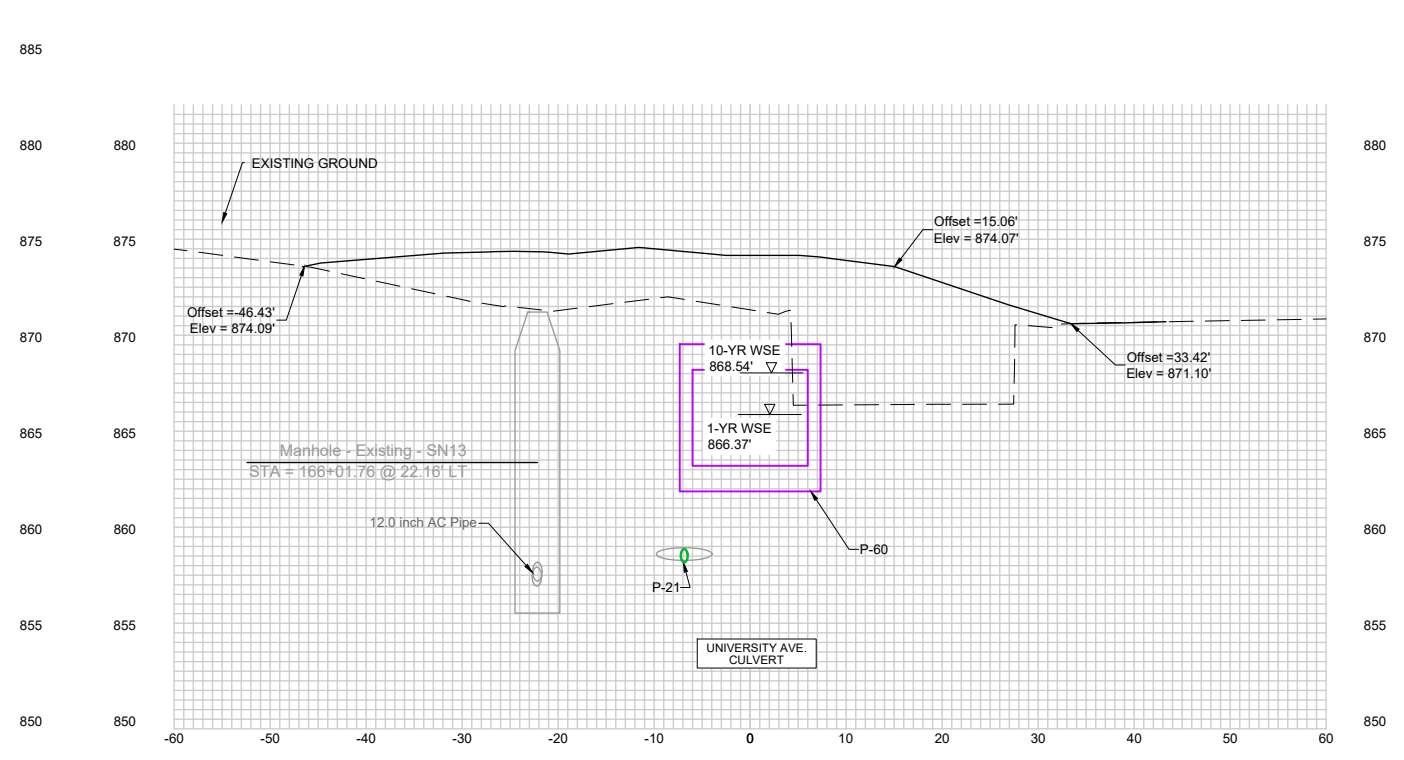 885
880
880
880
EXISTING GROUND
Offset =15.06'
Elev = 874.07'
875
875
875
Offset =-46.43'
Elev = 874.09'
870
870
870
10-YR WSE
868.54'
Offset =33.42'
Elev = 871.10'
1-YR WSE
866.37'
865
865
865
Manhole - Existing - SN13
STA = 166+01.76 @ 22.16' LT
12.0 inch AC Pipe
860
860
860
P-60
P-21
855
855
855
UNIVERSITY AVE.
CULVERT
850
850
850
-60 -50 -40 -30 -20 -10 0 10 20 30 40 50 60